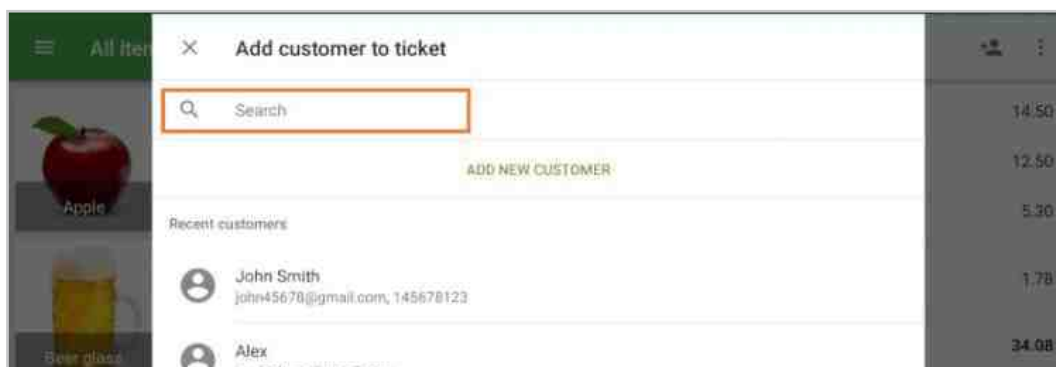 All iten
Add customer to ticket
Search
14.50
ADD NEW CUSTOMER
12.50
Apple
Recent customers
5.30
John Smith
john45678@gmail.com, 145678123
1.78
Alex
Beer glass
34.08